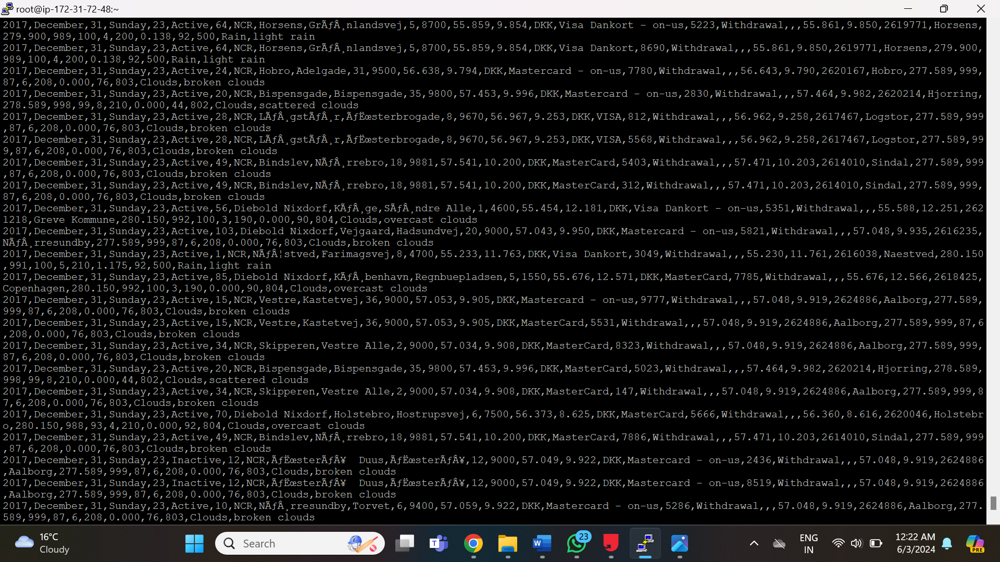 root@ip-172-31-72-48:~
2017,December,31,Sunday,23,Active,64,NCR,Horsens,GrÃƒÂ¸nlandsvej,5,8700,55.859,9.854,DKK,Visa Dankort - on-us,5223,Withdrawal,,,55.861,9.850,2619771,Horsens,
279.900,989,100,4,200,0.138,92,500,Rain,light rain
2017,December,31,Sunday,23,Active,64,NCR,Horsens,GrÃƒÂ¸nlandsvej,5,8700,55.859,9.854,DKK,Visa Dankort,8690,Withdrawal,,,55.861,9.850,2619771,Horsens,279.900,
989,100,4,200,0.138,92,500,Rain,light rain
2017,December,31,Sunday,23,Active,24,NCR,Hobro,Adelgade,31,9500,56.638,9.794,DKK,Mastercard - on-us,7780,Withdrawal,,,56.643,9.790,2620167,Hobro,277.589,999,
87,6,208,0.000,76,803,Clouds,broken clouds
2017,December,31,Sunday,23,Active,20,NCR,Bispensgade,Bispensgade,35,9800,57.453,9.996,DKK,Mastercard - on-us,2830,Withdrawal,,,57.464,9.982,2620214,Hjorring,
278.589,998,99,8,210,0.000,44,802,Clouds,scattered clouds
2017,December,31,Sunday,23,Active,28,NCR,LÃƒÂ¸gstÃƒÂ¸r,ÃƒËœsterbrogade,8,9670,56.967,9.253,DKK,VISA,812,Withdrawal,,,56.962,9.258,2617467,Logstor,277.589,999
,87,6,208,0.000,76,803,Clouds,broken clouds
2017,December,31,Sunday,23,Active,28,NCR,LÃƒÂ¸gstÃƒÂ¸r,ÃƒËœsterbrogade,8,9670,56.967,9.253,DKK,VISA,5568,Withdrawal,,,56.962,9.258,2617467,Logstor,277.589,99
9,87,6,208,0.000,76,803,Clouds,broken clouds
2017,December,31,Sunday,23,Active,49,NCR,Bindslev,NÃƒÂ¸rrebro,18,9881,57.541,10.200,DKK,MasterCard,5403,Withdrawal,,,57.471,10.203,2614010,Sindal,277.589,999
,87,6,208,0.000,76,803,Clouds,broken clouds
2017,December,31,Sunday,23,Active,49,NCR,Bindslev,NÃƒÂ¸rrebro,18,9881,57.541,10.200,DKK,MasterCard,312,Withdrawal,,,57.471,10.203,2614010,Sindal,277.589,999,
87,6,208,0.000,76,803,Clouds,broken clouds
2017,December,31,Sunday,23,Active,56,Diebold Nixdorf,KÃƒÂ¸ge,SÃƒÂ¸ndre Alle,1,4600,55.454,12.181,DKK,Visa Dankort - on-us,5351,Withdrawal,,,55.588,12.251,262
1218,Greve Kommune,280.150,992,100,3,190,0.000,90,804,Clouds,overcast clouds
2017,December,31,Sunday,23,Active,103,Diebold Nixdorf,Vejgaard,Hadsundvej,20,9000,57.043,9.950,DKK,Mastercard - on-us,5821,Withdrawal,,,57.048,9.935,2616235,
NÃƒÂ¸rresundby,277.589,999,87,6,208,0.000,76,803,Clouds,broken clouds
2017,December,31,Sunday,23,Active,1,NCR,NÃƒÂ¦stved,Farimagsvej,8,4700,55.233,11.763,DKK,Visa Dankort,3049,Withdrawal,,,55.230,11.761,2616038,Naestved,280.150
,991,100,5,210,1.175,92,500,Rain,light rain
2017,December,31,Sunday,23,Active,85,Diebold Nixdorf,KÃƒÂ¸benhavn,Regnbuepladsen,5,1550,55.676,12.571,DKK,MasterCard,7785,Withdrawal,,,55.676,12.566,2618425,
Copenhagen,280.150,992,100,3,190,0.000,90,804,Clouds,overcast clouds
2017,December,31,Sunday,23,Active,15,NCR,Vestre,Kastetvej,36,9000,57.053,9.905,DKK,Mastercard - on-us,9777,Withdrawal,,,57.048,9.919,2624886,Aalborg,277.589,
999,87,6,208,0.000,76,803,Clouds,broken clouds
2017,December,31,Sunday,23,Active,15,NCR,Vestre,Kastetvej,36,9000,57.053,9.905,DKK,MasterCard,5531,Withdrawal,,,57.048,9.919,2624886,Aalborg,277.589,999,87,6
,208,0.000,76,803,Clouds,broken clouds
2017,December,31,Sunday,23,Active,34,NCR,Skipperen,Vestre Alle,2,9000,57.034,9.908,DKK,MasterCard,8323,Withdrawal,,,57.048,9.919,2624886,Aalborg,277.589,999,
87,6,208,0.000,76,803,Clouds,broken clouds
2017,December,31,Sunday,23,Active,20,NCR,Bispensgade,Bispensgade,35,9800,57.453,9.996,DKK,MasterCard,5023,Withdrawal,,,57.464,9.982,2620214,Hjorring,278.589,
998,99,8,210,0.000,44,802,Clouds,scattered clouds
2017,December,31,Sunday,23,Active,34,NCR,Skipperen,Vestre Alle,2,9000,57.034,9.908,DKK,MasterCard,147,Withdrawal,,,57.048,9.919,2624886,Aalborg,277.589,999,8
7,6,208,0.000,76,803,Clouds,broken clouds
2017,December,31,Sunday,23,Active,70,Diebold Nixdorf,Holstebro,Hostrupsvej,6,7500,56.373,8.625,DKK,MasterCard,5666,Withdrawal,,,56.360,8.616,2620046,Holstebr
o,280.150,988,93,4,210,0.000,92,804,Clouds,overcast clouds
2017,December,31,Sunday,23,Active,49,NCR,Bindslev,NÃƒÂ¸rrebro,18,9881,57.541,10.200,DKK,MasterCard,7886,Withdrawal,,,57.471,10.203,2614010,Sindal,277.589,999
,87,6,208,0.000,76,803,Clouds,broken clouds
2017,December,31,Sunday,23,Inactive,12,NCR,ÃƒËœsterÃƒÂ¥  Duus,ÃƒËœsterÃƒÂ¥,12,9000,57.049,9.922,DKK,Mastercard - on-us,2436,Withdrawal,,,57.048,9.919,2624886
,Aalborg,277.589,999,87,6,208,0.000,76,803,Clouds,broken clouds
2017,December,31,Sunday,23,Inactive,12,NCR,ÃƒËœsterÃƒÂ¥  Duus,ÃƒËœsterÃƒÂ¥,12,9000,57.049,9.922,DKK,Mastercard - on-us,8519,Withdrawal,,,57.048,9.919,2624886
,Aalborg,277.589,999,87,6,208,0.000,76,803,Clouds,broken clouds
2017,December,31,Sunday,23,Active,10,NCR,NÃƒÂ¸rresundby,Torvet,6,9400,57.059,9.922,DKK,Mastercard - on-us,5286,Withdrawal,,,57.048,9.919,2624886,Aalborg,277.
589,999,87,6,208,0.000,76,803,Clouds,broken clouds
16°C
Cloudy
Search
T
W
23
ENG
IN
12:22 AM
6/3/2024
PRE